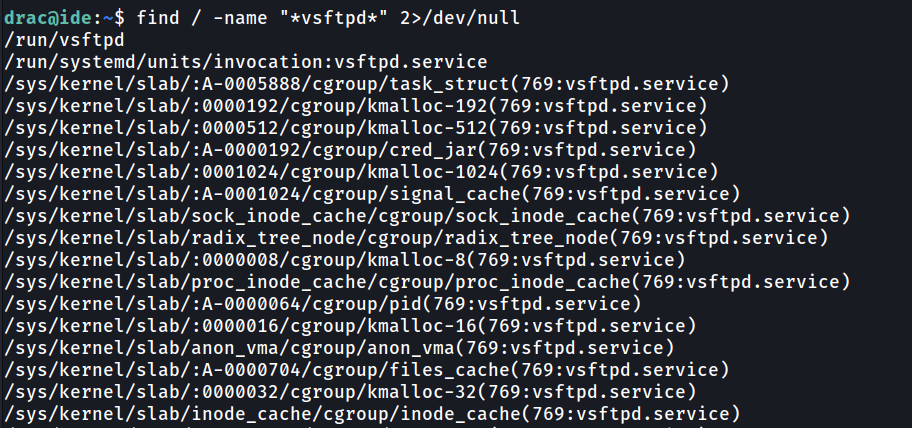 drac@ide:~$ find / -name "*vsftpd*" 2>/dev/null
/run/vsftpd
/run/systemd/units/invocation:vsftpd.service
/sys/kernel/slab/:A-0005888/cgroup/task_struct(769:vsftpd.service)
/sys/kernel/slab/:0000192/cgroup/kmalloc-192(769:vsftpd.service)
/sys/kernel/slab/:0000512/cgroup/kmalloc-512(769:vsftpd.service)
/sys/kernel/slab/:A-0000192/cgroup/cred_jar(769:vsftpd.service)
/sys/kernel/slab/:0001024/cgroup/kmalloc-1024(769:vsftpd.service)
/sys/kernel/slab/:A-0001024/cgroup/signal_cache(769:vsftpd.service)
/sys/kernel/slab/sock_inode_cache/cgroup/sock_inode_cache(769:vsftpd.service)
/sys/kernel/slab/radix_tree_node/cgroup/radix_tree_node(769:vsftpd.service)
/sys/kernel/slab/:0000008/cgroup/kmalloc-8(769:vsftpd.service)
/sys/kernel/slab/proc_inode_cache/cgroup/proc_inode_cache(769:vsftpd.service)
/sys/kernel/slab/:A-0000064/cgroup/pid(769:vsftpd.service)
/sys/kernel/slab/:0000016/cgroup/kmalloc-16(769:vsftpd.service)
/sys/kernel/slab/anon_vma/cgroup/anon_vma(769:vsftpd.service)
/sys/kernel/slab/:A-0000704/cgroup/files_cache(769:vsftpd.service)
/sys/kernel/slab/:0000032/cgroup/kmalloc-32(769:vsftpd.service)
/sys/kernel/slab/inode_cache/cgroup/inode_cache(769:vsftpd.service)